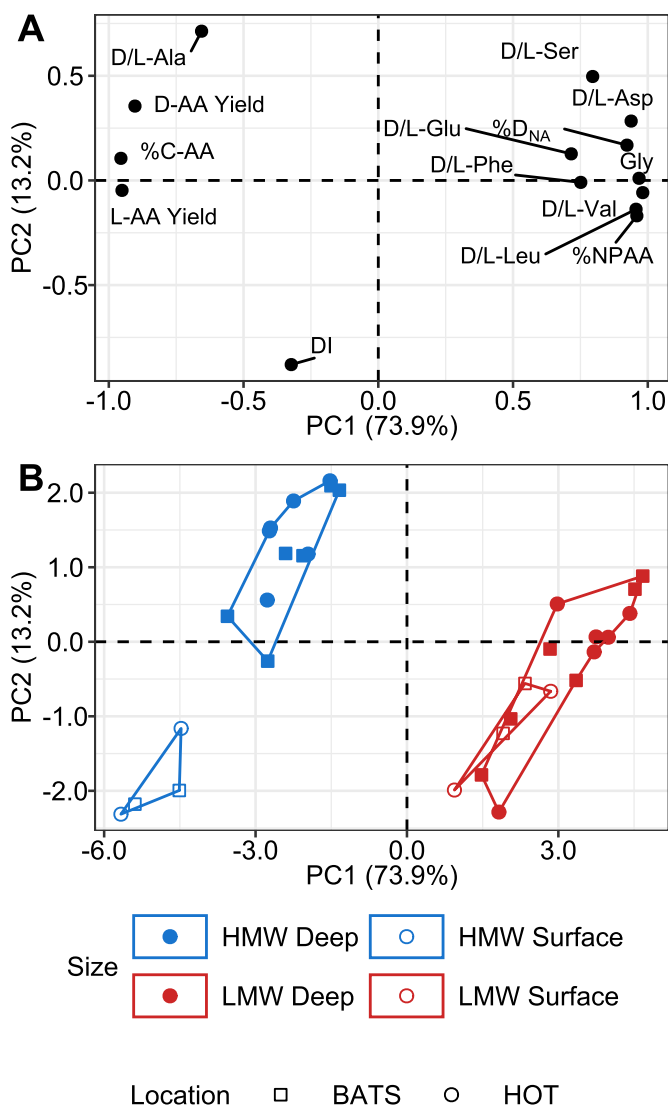 A
D/L-Ala
D/L-Ser
D/L-Asp
D-AA Yield
D/L-Glu
%DNA
%C-AA
D/L-Phe
Gly
L-AA Yield
D/L-Val
D/L-Leu
%NPAA
DI
0.5
0.0
-0.5
PC2 (13.2%)
-1.0 -0.5 0.0 0.5 1.0
PC1 (73.9%)
B
2.0
1.0
0.0
-1.0
-2.0
PC2 (13.2%)
-6.0 -3.0 0.0 3.0
PC1 (73.9%)
Size
HMW Deep HMW Surface
LMW Deep LMW Surface
Location BATS HOT